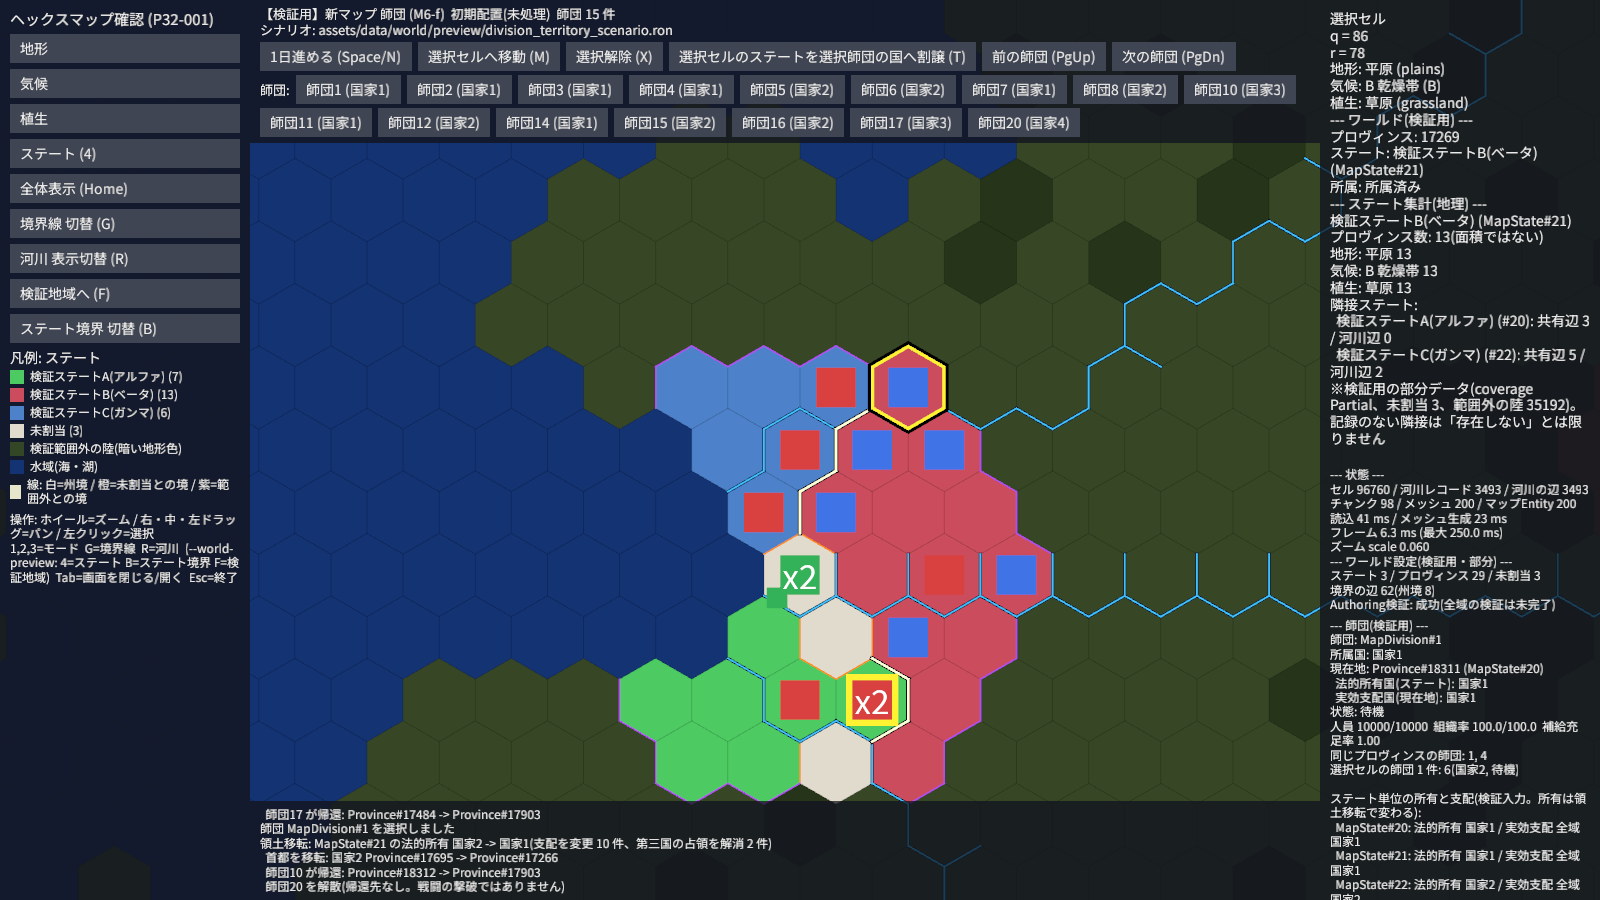 ヘックスマップ確認 (P32-001)
地形
気候
植生
ステート (4)
全体表示 (Home)
境界線 切替 (G)
河川 表示切替 (R)
検証地域へ (F)
ステート境界 切替 (B)
凡例: ステート
検証ステートA(アルファ) (7)
検証ステートB(ベータ) (13)
検証ステートC(ガンマ) (6)
未割当 (3)
検証範囲外の陸(暗い地形色)
水域(海・湖)
線: 白=州境 / 橙=未割当との境 / 紫=範
囲外との境
操作: ホイール=ズーム / 右・中・左ドラッ
グ=パン / 左クリック=選択
1,2,3=モード G=境界線 R=河川 (--world-
preview: 4=ステート B=ステート境界 F=検
証地域) Tab=画面を閉じる/開く Esc=終了
【検証用】新マップ 師団 (M6-f) 初期配置(未処理) 師団 15 件
シナリオ: assets/data/world/preview/division_territory_scenario.ron
1日進める (Space/N)
選択セルへ移動 (M)
選択解除 (X)
選択セルのステートを選択師団の国へ割譲 (T)
前の師団 (PgUp)
次の師団 (PgDn)
師団:
師団1 (国家1)
師団2 (国家1)
師団3 (国家1)
師団4 (国家1)
師団5 (国家2)
師団6 (国家2)
師団7 (国家1)
師団8 (国家2)
師団10 (国家3)
師団11 (国家1)
師団12 (国家2)
師団14 (国家1)
師団15 (国家2)
師団16 (国家2)
師団17 (国家3)
師団20 (国家4)
x2
x2
師団17 が帰還: Province#17484 -> Province#17903
師団 MapDivision#1 を選択しました
領土移転: MapState#21 の法的所有 国家2 -> 国家1(支配を変更 10 件、第三国の占領を解消 2 件)
首都を移転: 国家2 Province#17695 -> Province#17266
師団10 が帰還: Province#18312 -> Province#17903
師団20 を解散(帰還先なし。戦闘の撃破ではありません)
選択セル
q = 86
r = 78
地形: 平原 (plains)
気候: B 乾燥帯 (B)
植生: 草原 (grassland)
--- ワールド(検証用) ---
プロヴィンス: 17269
ステート: 検証ステートB(ベータ)
(MapState#21)
所属: 所属済み
--- ステート集計(地理) ---
検証ステートB(ベータ) (MapState#21)
プロヴィンス数: 13(面積ではない)
地形: 平原 13
気候: B 乾燥帯 13
植生: 草原 13
隣接ステート:
検証ステートA(アルファ) (#20): 共有辺 3
/ 河川辺 0
検証ステートC(ガンマ) (#22): 共有辺 5 /
河川辺 2
※検証用の部分データ(coverage
Partial、未割当 3、範囲外の陸 35192)。
記録のない隣接は「存在しない」とは限
りません
--- 状態 ---
セル 96760 / 河川レコード 3493 / 河川の辺 3493
チャンク 98 / メッシュ 200 / マップEntity 200
読込 41 ms / メッシュ生成 23 ms
フレーム 6.3 ms (最大 250.0 ms)
ズーム scale 0.060
--- ワールド設定(検証用・部分) ---
ステート 3 / プロヴィンス 29 / 未割当 3
境界の辺 62(州境 8)
Authoring検証: 成功(全域の検証は未完了)
--- 師団(検証用) ---
師団: MapDivision#1
所属国: 国家1
現在地: Province#18311 (MapState#20)
法的所有国(ステート): 国家1
実効支配国(現在地): 国家1
状態: 待機
人員 10000/10000 組織率 100.0/100.0 補給充
足率 1.00
同じプロヴィンスの師団: 1, 4
選択セルの師団 1 件: 6(国家2, 待機)
ステート単位の所有と支配(検証入力。所有は領
土移転で変わる):
MapState#20: 法的所有 国家1 / 実効支配 全域
国家1
MapState#21: 法的所有 国家1 / 実効支配 全域
国家1
MapState#22: 法的所有 国家2 / 実効支配 全域
国家2